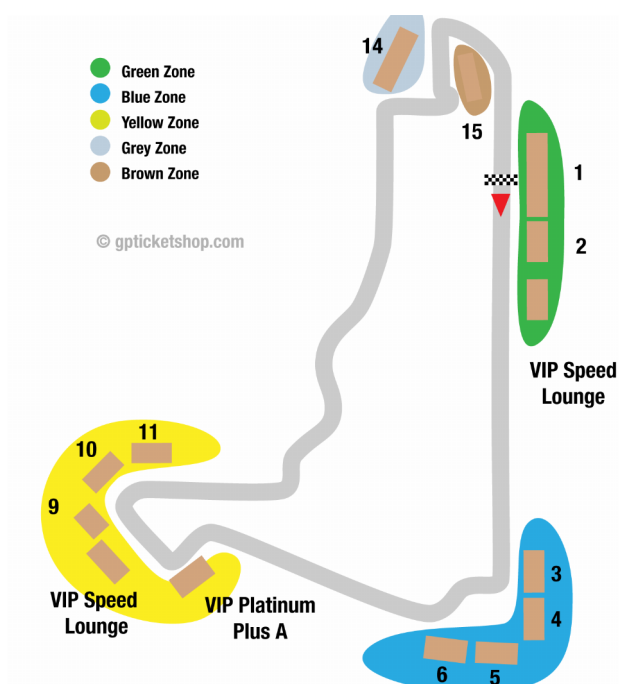 14
Green Zone
Blue Zone
Yellow Zone
Grey Zone
Brown Zone
15
1
2
© gpticketshop.com
VIP Speed
Lounge
11
10
9
VIP Speed
Lounge
VIP Platinum
Plus A
3
4
5
6